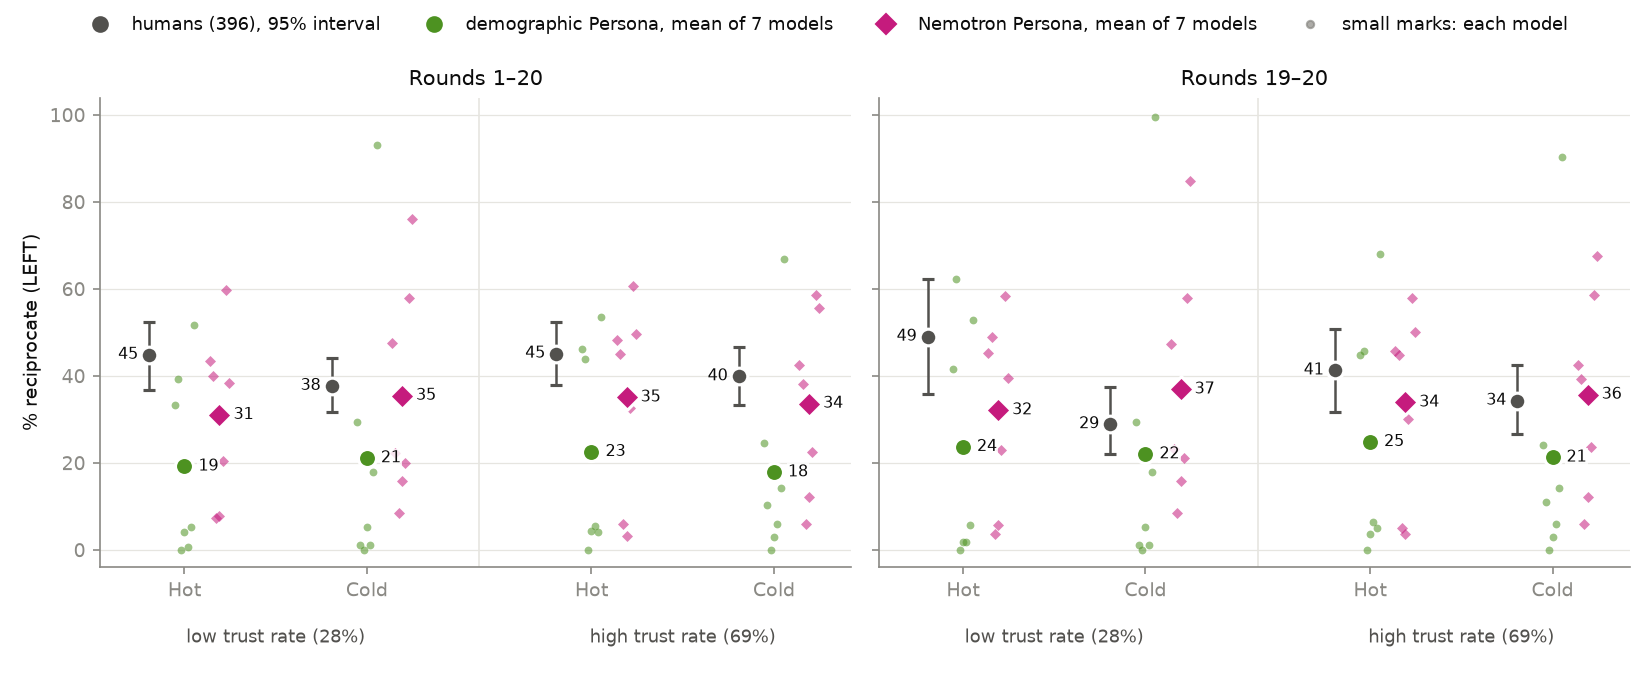 humans (396), 95% interval
demographic Persona, mean of 7 models
Nemotron Persona, mean of 7 models
small marks: each model
Rounds 1–20
Rounds 19–20
% reciprocate (LEFT)
100
80
60
40
20
0
45
19
31
38
21
35
45
23
35
40
18
34
49
24
32
29
22
37
41
25
34
34
21
36
Hot
Cold
Hot
Cold
Hot
Cold
Hot
Cold
low trust rate (28%)
high trust rate (69%)
low trust rate (28%)
high trust rate (69%)